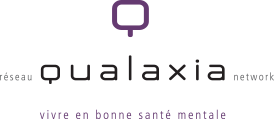 réseau qualaxia network
vivre en bonne santé mentale